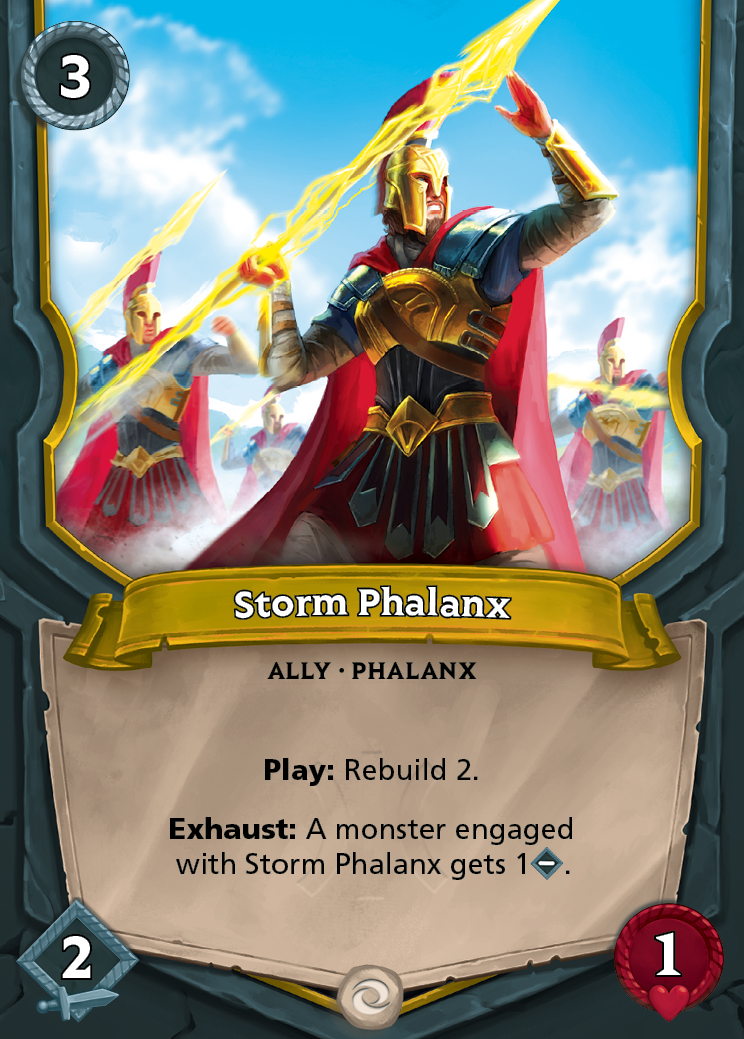 3
Storm Phalanx
ALLY · PHALANX
Play: Rebuild 2.
Exhaust: A monster engaged
with Storm Phalanx gets 1.
2
1